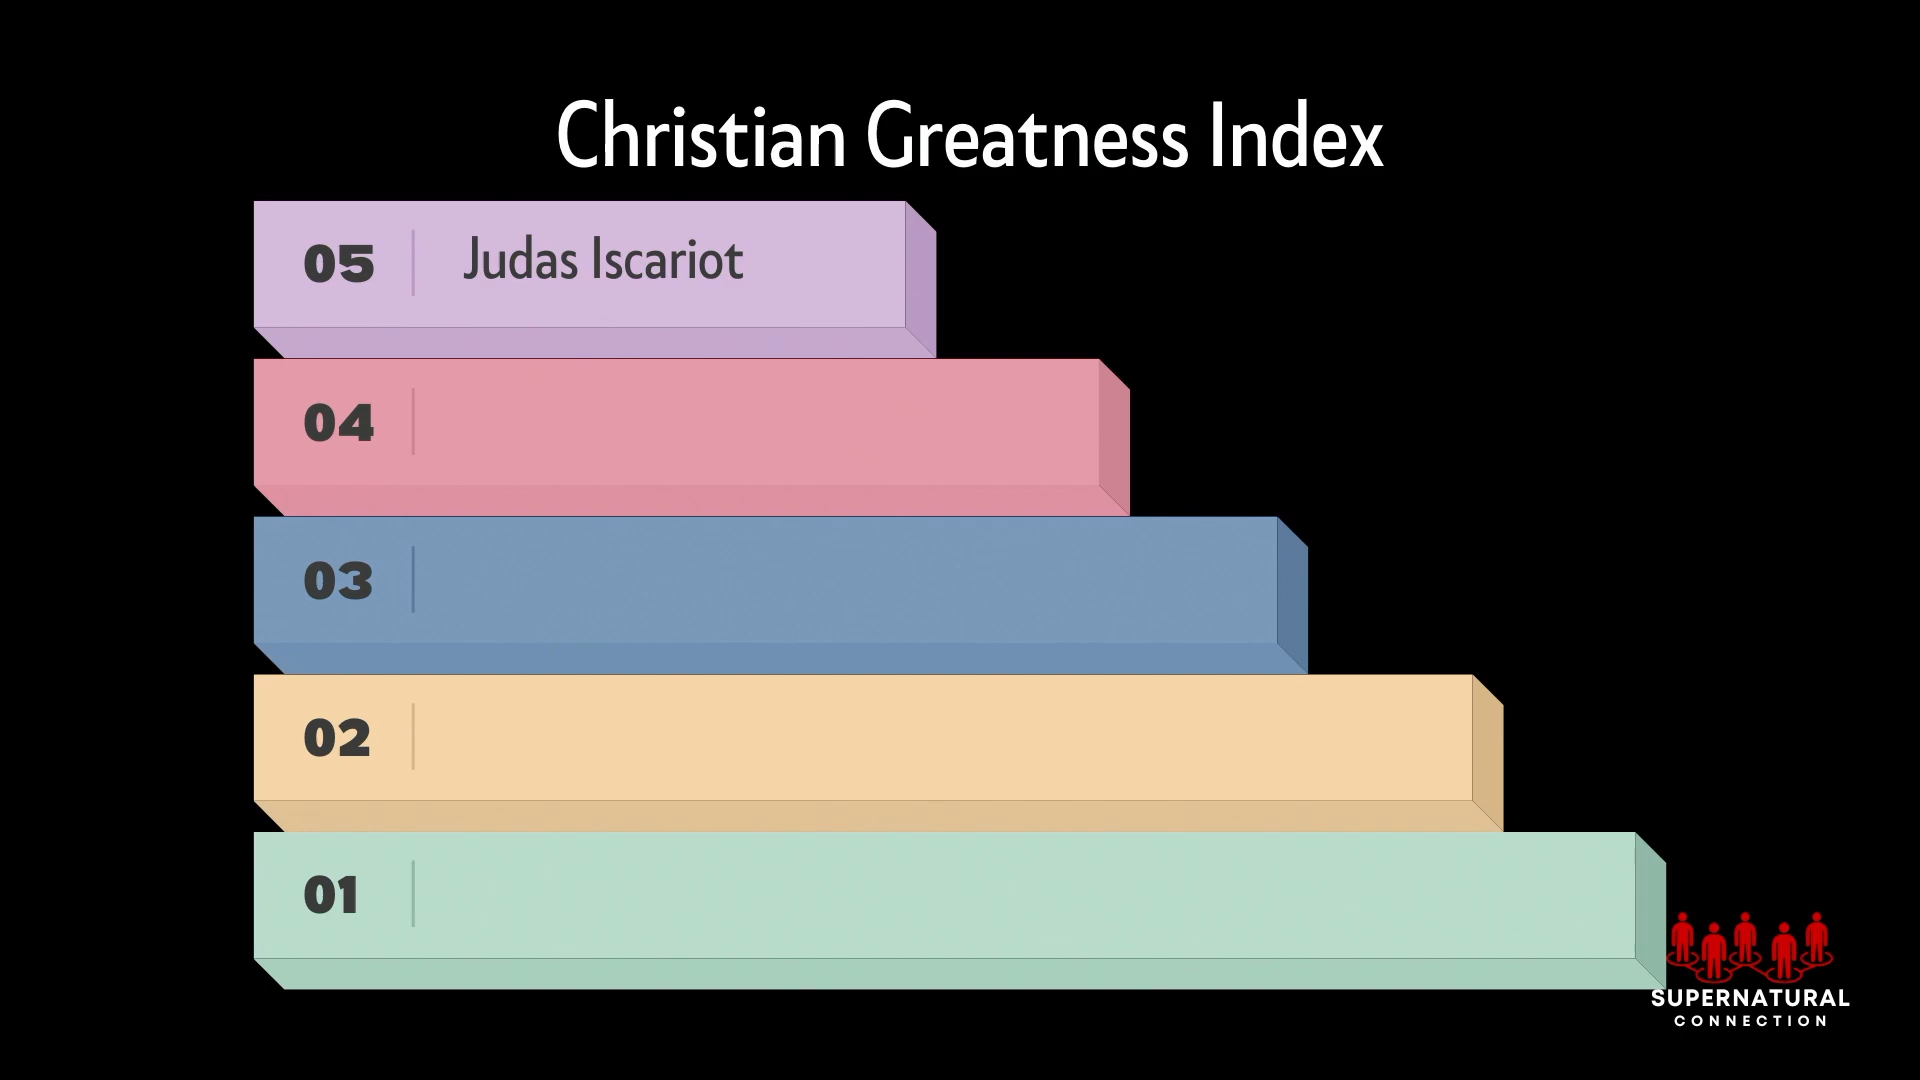 Christian Greatness Index
05 Judas Iscariot
04
03
02
01
SUPERNATURAL
CONNECTION